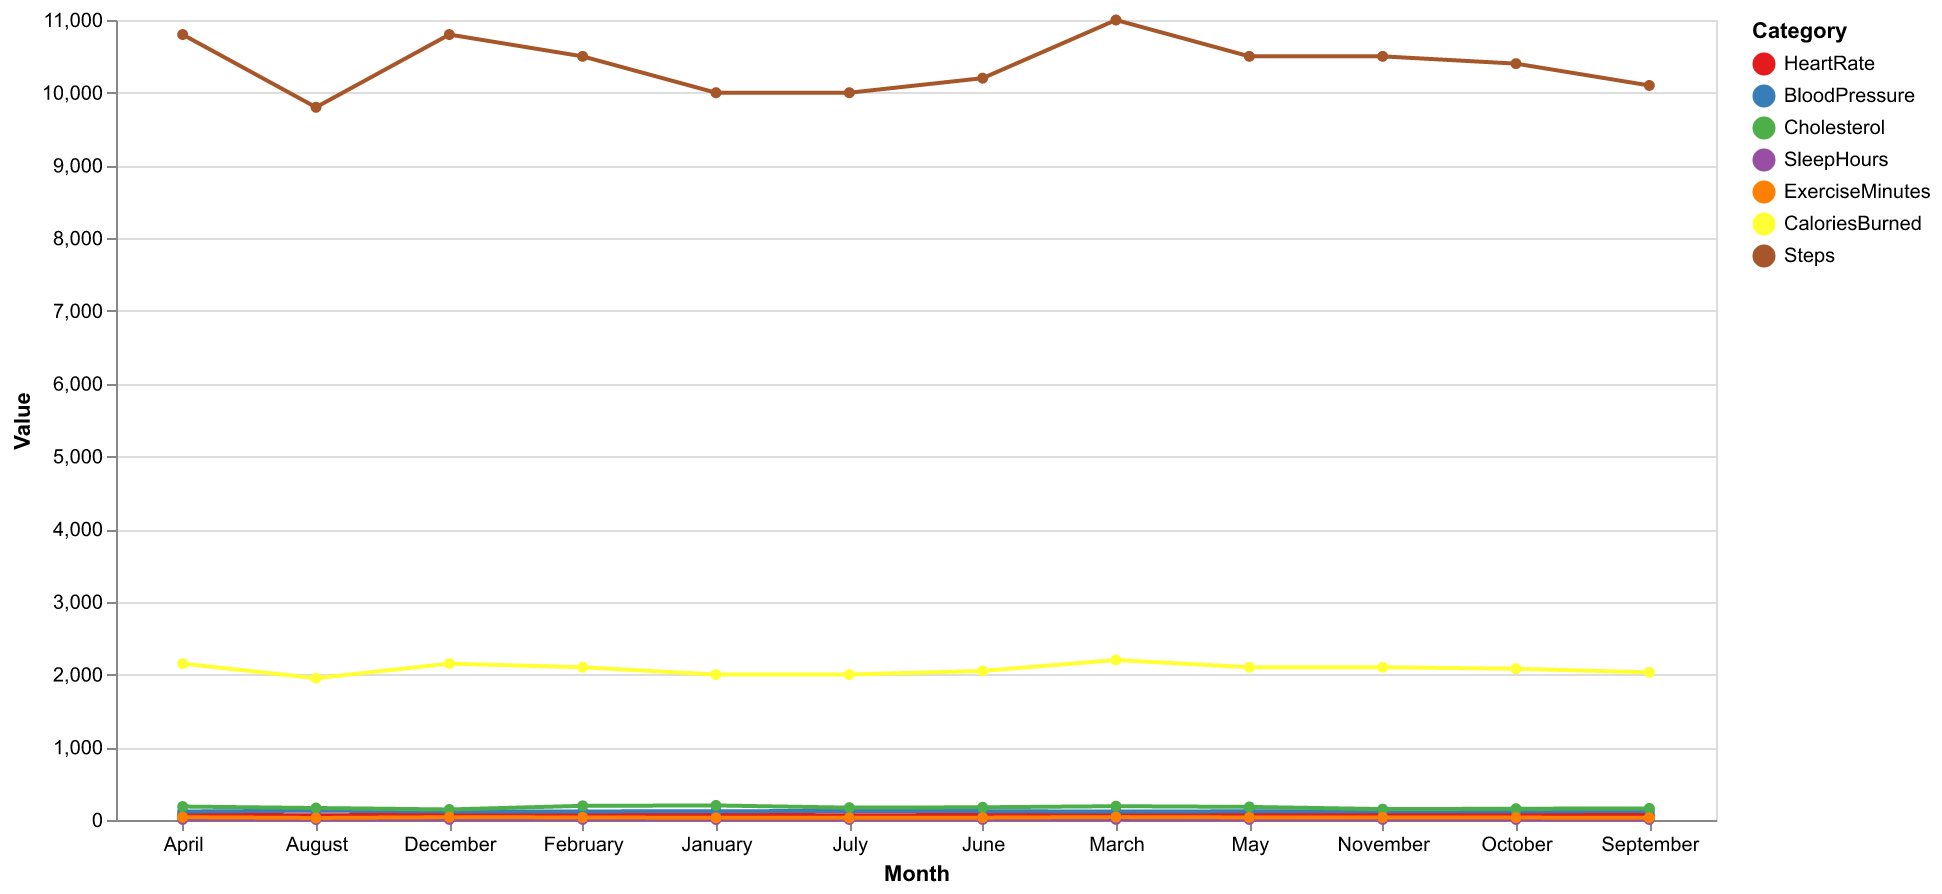 11,000
10,000
9,000
8,000
7,000
6,000
5,000
4,000
3,000
2,000
1,000
0
Value
April August December February January July June March May November October September
Month
Category
HeartRate
BloodPressure
Cholesterol
SleepHours
ExerciseMinutes
CaloriesBurned
Steps